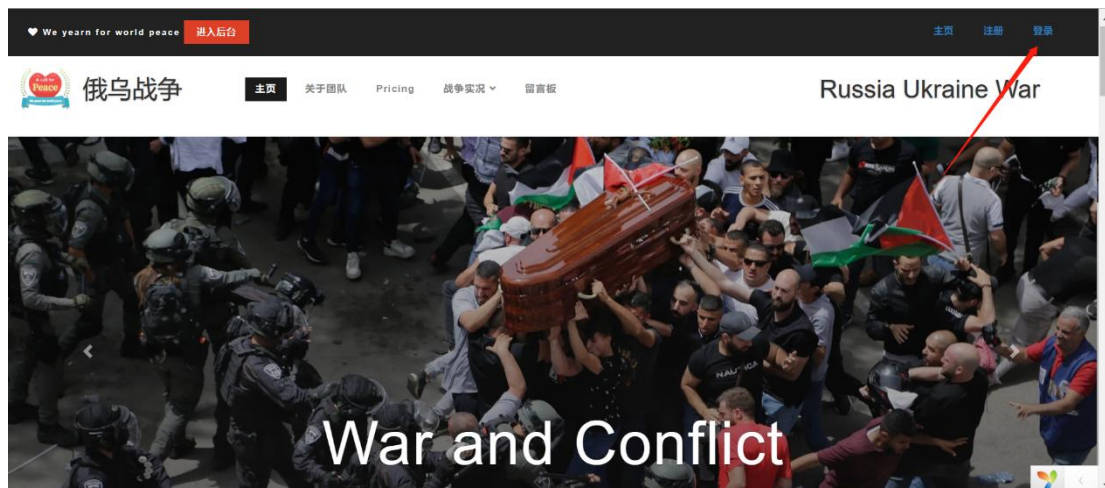 We yearn for world peace 进入后台 主页 注册 登录
Peace
俄乌战争 主页 关于团队 Pricing 战争实况 留言板 Russia Ukraine War
NAUTICA
War and Conflict